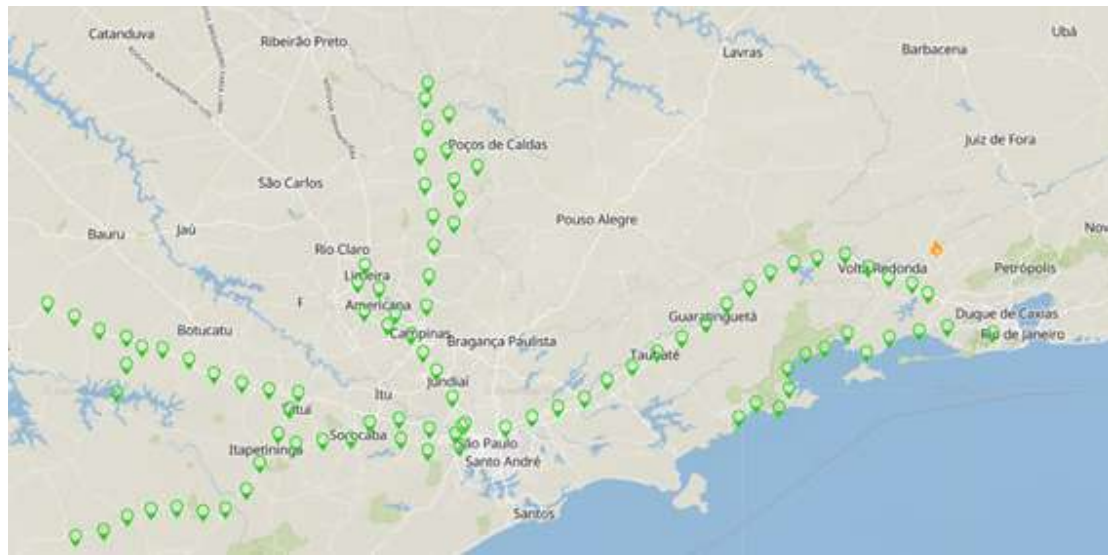 Catanduva
Ribeirão Preto
Lavras
Barbacena
Ubá
Poços de Caldas
Juiz de Fora
São Carlos
Pouso Alegre
Bauru
Jaú
Nov
Rio Claro
Limeira
Volta Redonda
Petrópolis
Americana
Guaratinguetá
Duque de Caxias
Botucatu
Campinas
Bragança Paulista
Rio de Janeiro
Taubaté
Jundiaí
Itu
Sorocaba
São Paulo
Itapetininga
Santo André
Santos